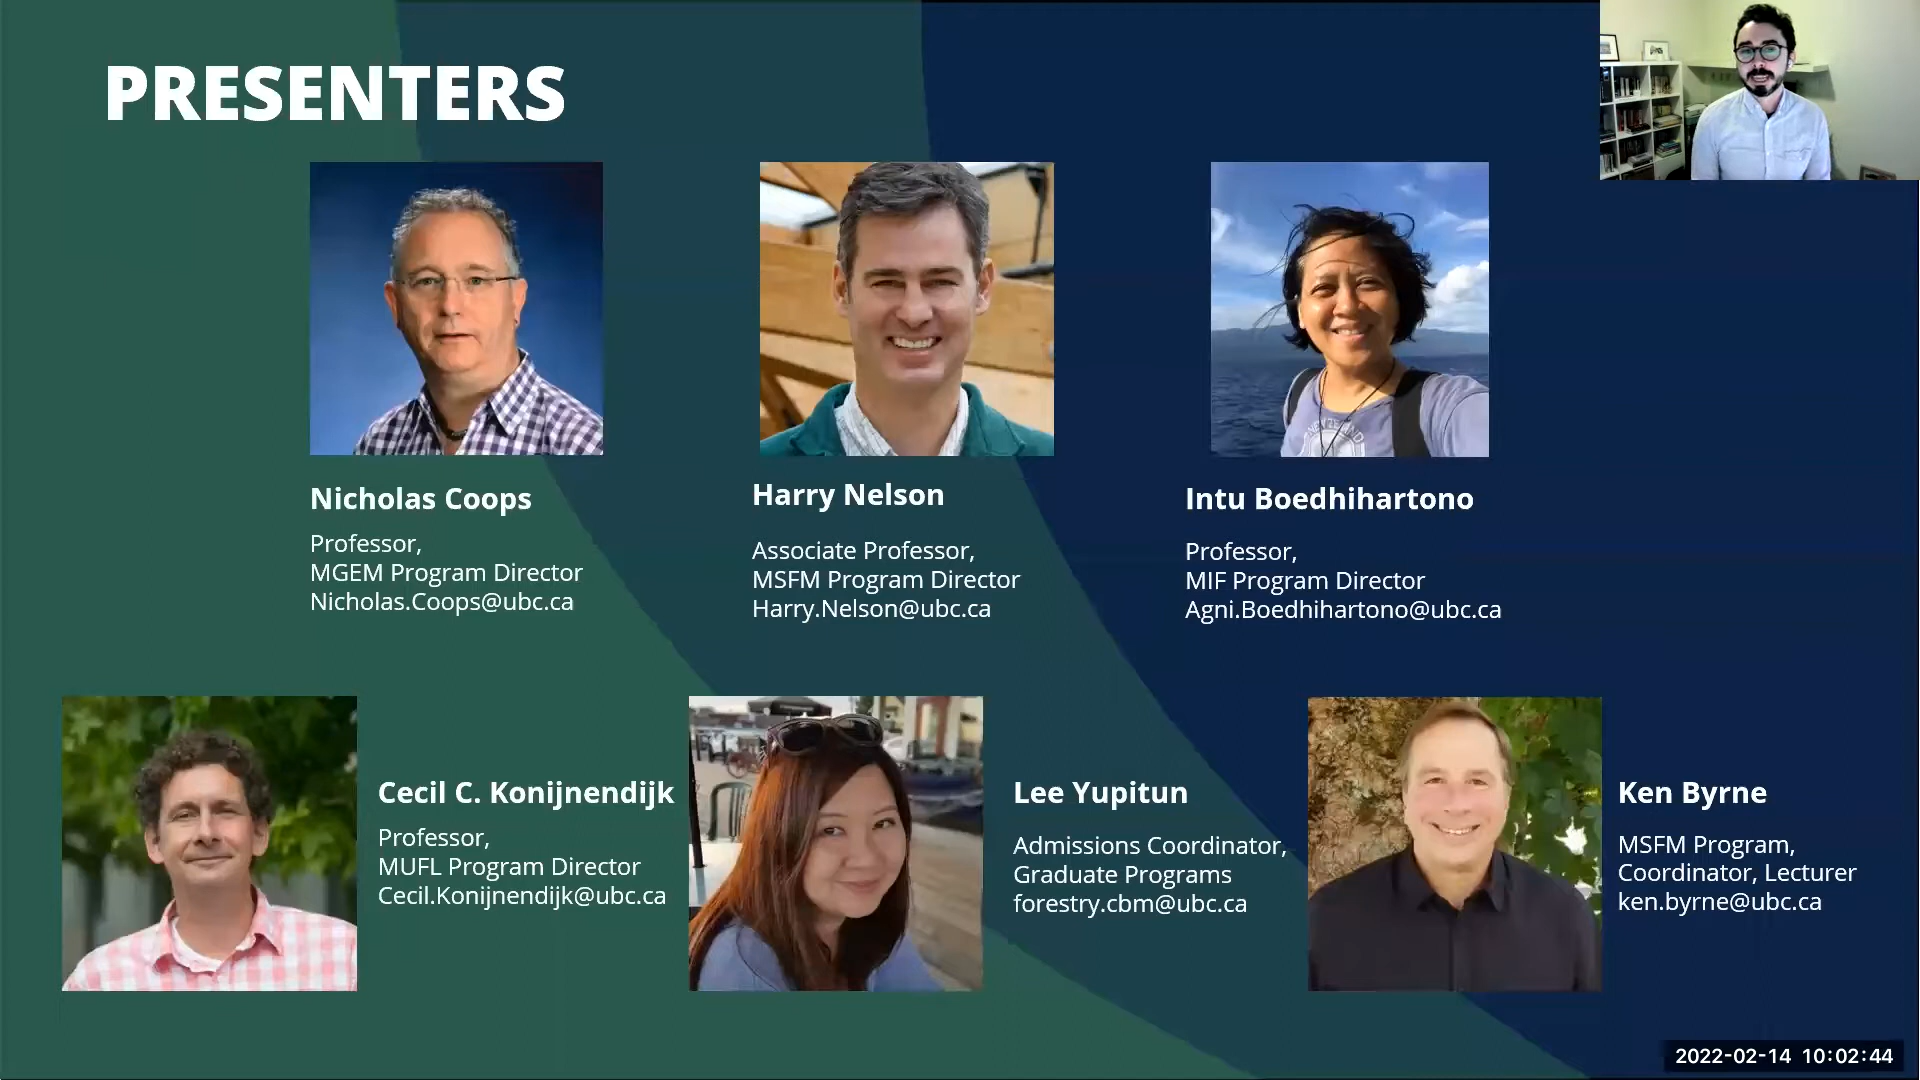 PRESENTERS
Nicholas Coops
Professor,
MGEM Program Director
Nicholas.Coops@ubc.ca
Harry Nelson
Associate Professor,
MSFM Program Director
Harry.Nelson@ubc.ca
Intu Boedhihartono
Professor,
MIF Program Director
Agni.Boedhihartono@ubc.ca
Cecil C. Konijnendijk
Professor,
MUFL Program Director
Cecil.Konijnendijk@ubc.ca
Lee Yupitun
Admissions Coordinator,
Graduate Programs
forestry.cbm@ubc.ca
Ken Byrne
MSFM Program,
Coordinator, Lecturer
ken.byrne@ubc.ca
NEW ZEALAND
2022-02-14 10:02:44